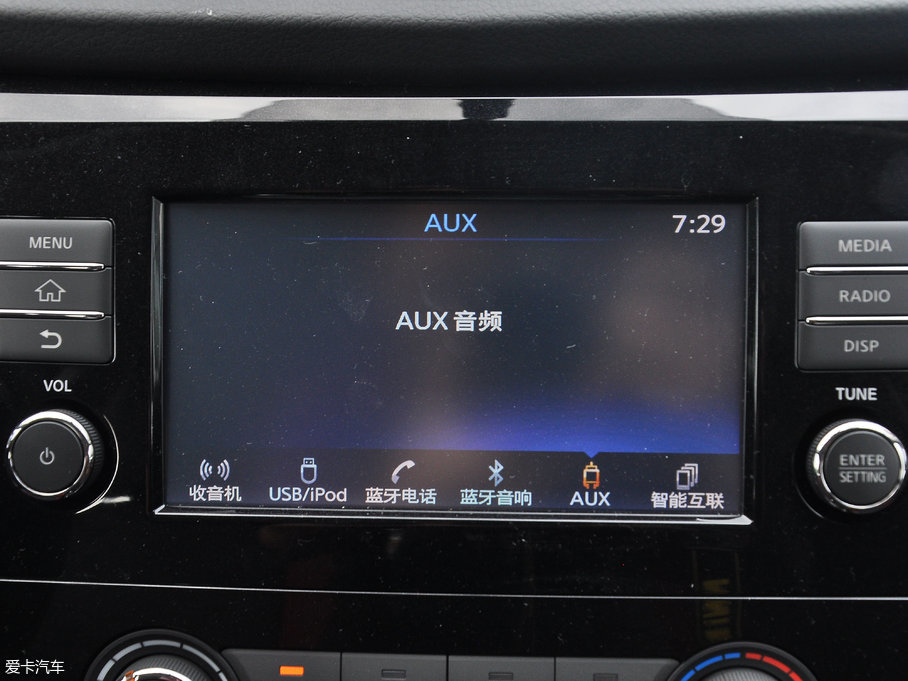 AUX
7:29
MENU
MEDIA
RADIO
AUX 音频
DISP
VOL
TUNE
ENTER
SETTING
收音机
USB/iPod
蓝牙电话
蓝牙音响
AUX
智能互联
爱卡汽车